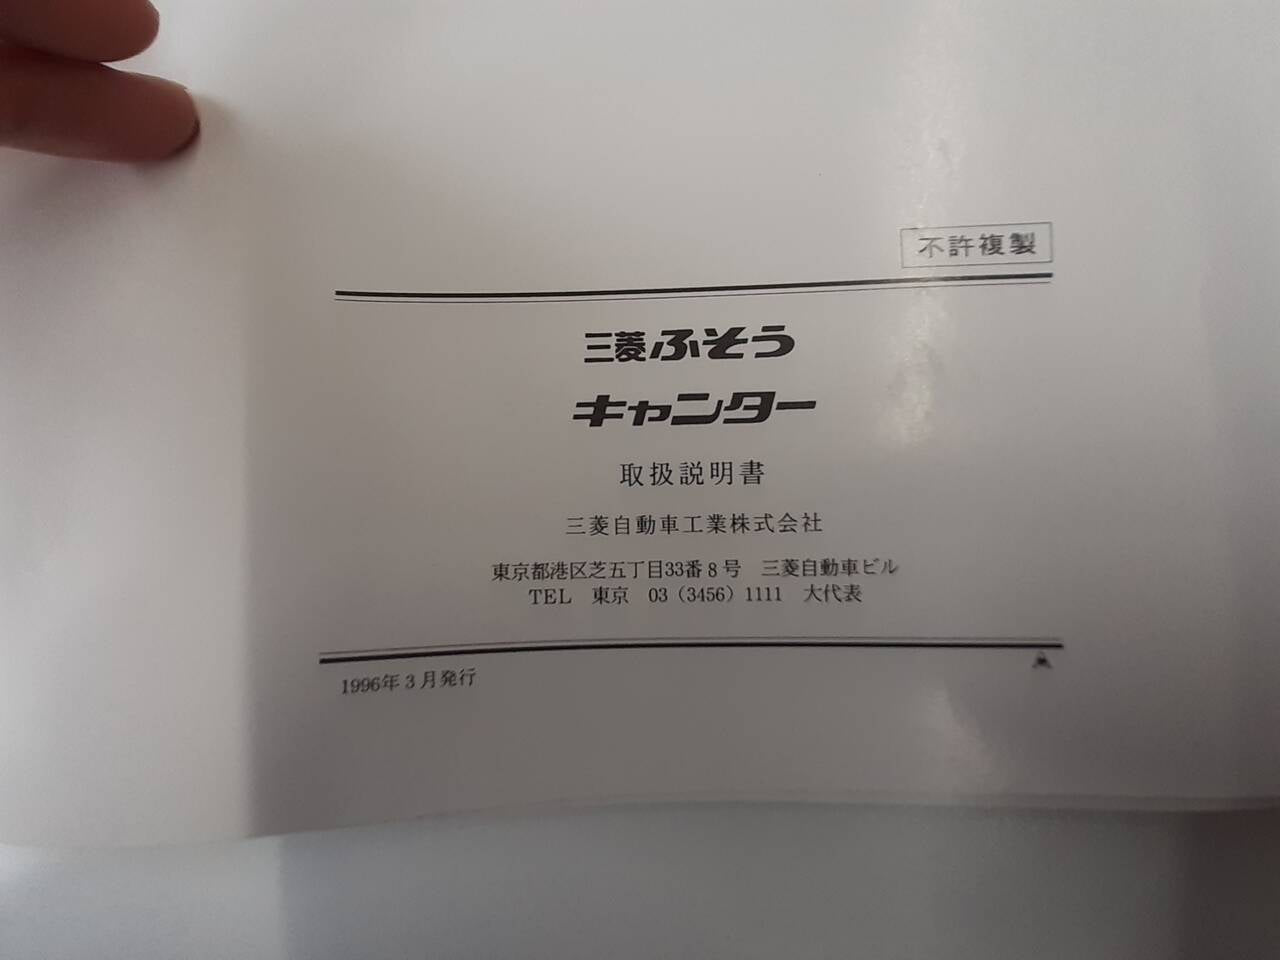 不許複製
三菱ふそう
キャンター
取扱説明書
三菱自動車工業株式会社
東京都港区芝五丁目33番8号　三菱自動車ビル
TEL　東京　03（3456）1111　大代表
1996年3月発行